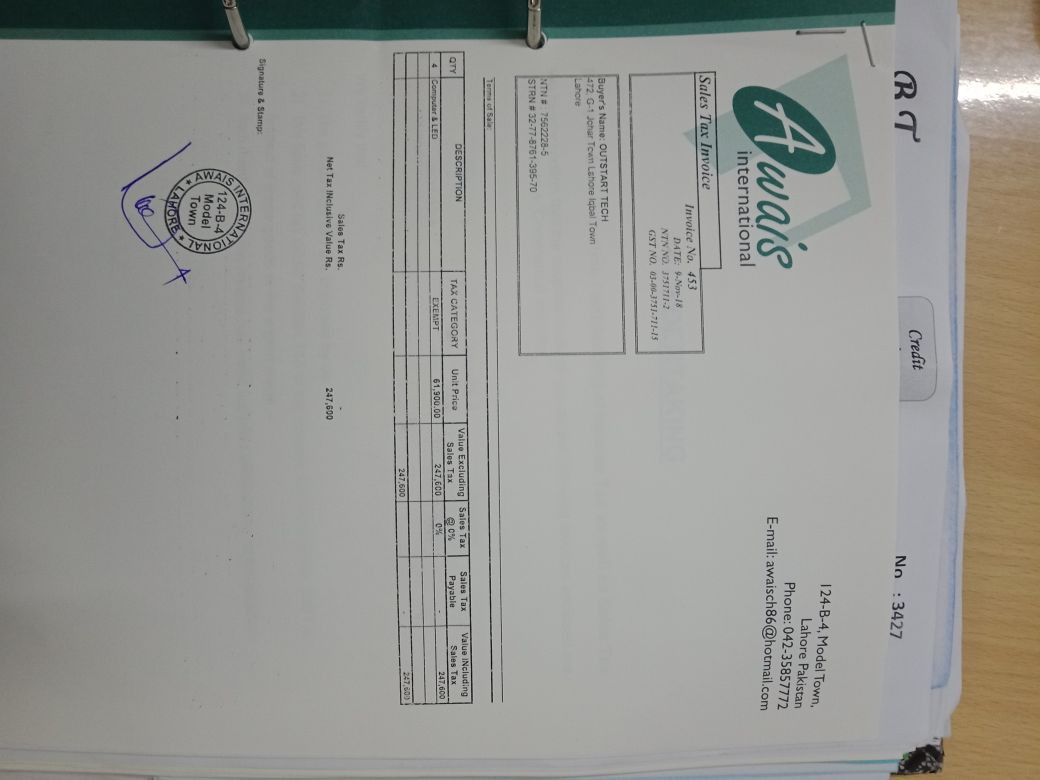 BT
Credit
No : 3427
Awais
international
124-B-4, Model Town,
Lahore Pakistan
Phone: 042-35857772
E-mail: awaisch86@hotmail.com
Sales Tax Invoice
Invoice No. 453
DATE: 9-Nov-18
NTN NO. 3751711-2
GST NO. 03-00-3751-711-15
Buyer's Name: OUTSTART TECH
472, G-1 Johar Town Lahore Iqbal Town
Lahore
NTN # : 7562228-5
STRN # 32-77-8761-395-70
Terms of Sale:
QTY DESCRIPTION TAX CATEGORY Unit Price Value Excluding Sales Tax Sales Tax @ 0% Sales Tax Payable Value INcluding Sales Tax
4 Computer & LED EXEMPT 61,900.00 247,600 0% - 247,600
247,600 - 247,600
Sales Tax Rs. -
Net Tax INclusive Value Rs. 247,600
Signature & Stamp:
AWAIS INTERNATIONAL
124-B-4
Model
Town
* LAHORE *